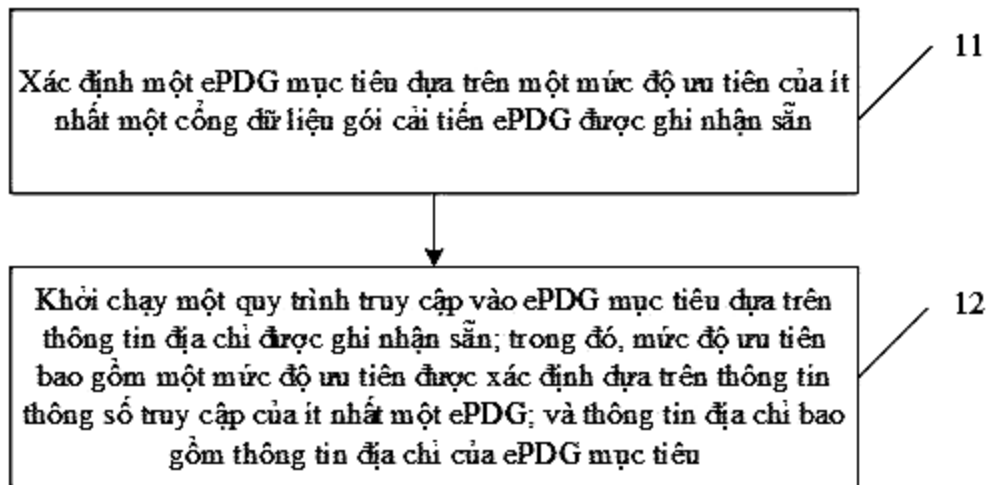 Xác định một ePDG mục tiêu dựa trên một mức độ ưu tiên của ít
nhất một cổng dữ liệu gói cải tiến ePDG được ghi nhận sẵn
11
Khởi chạy một quy trình truy cập vào ePDG mục tiêu dựa trên
thông tin địa chỉ được ghi nhận sẵn; trong đó, mức độ ưu tiên
bao gồm một mức độ ưu tiên được xác định dựa trên thông tin
thông số truy cập của ít nhất một ePDG; và thông tin địa chỉ bao
gồm thông tin địa chỉ của ePDG mục tiêu
12